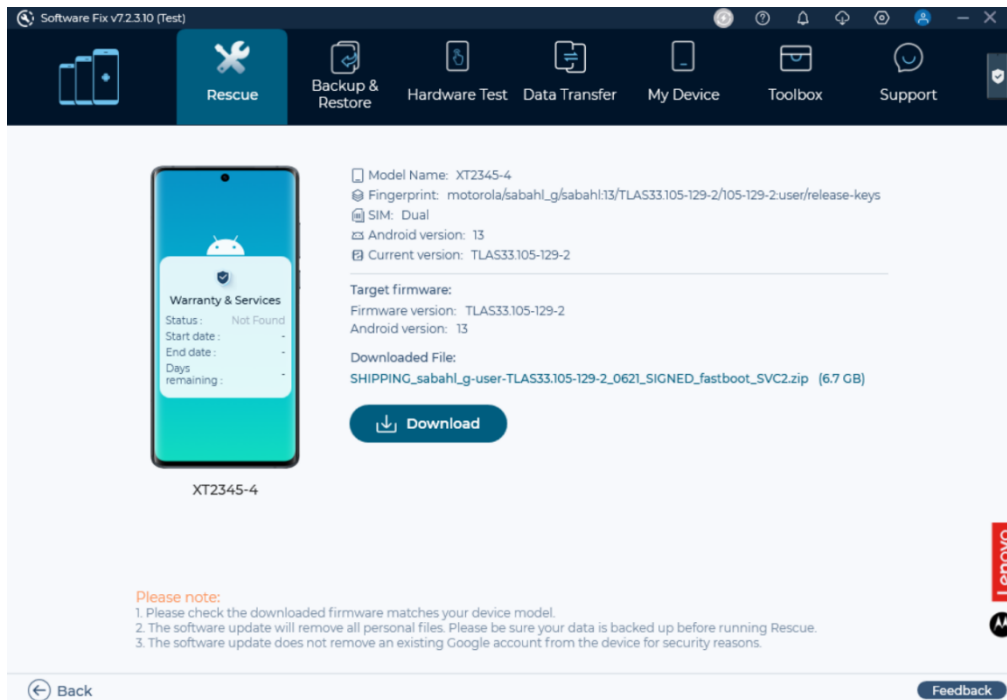 Software Fix v7.2.3.10 (Test)
Rescue
Backup &
Restore
Hardware Test
Data Transfer
My Device
Toolbox
Support
Model Name: XT2345-4
Fingerprint: motorola/sabahl_g/sabahl:13/TLAS33.105-129-2/105-129-2:user/release-keys
SIM: Dual
Android version: 13
Current version: TLAS33.105-129-2
Warranty & Services
Status : Not Found
Start date : -
End date : -
Days
remaining : -
XT2345-4
Target firmware:
Firmware version: TLAS33.105-129-2
Android version: 13
Downloaded File:
SHIPPING_sabahl_g-user-TLAS33.105-129-2_0621_SIGNED_fastboot_SVC2.zip (6.7 GB)
Download
Lenovo
Please note:
1. Please check the downloaded firmware matches your device model.
2. The software update will remove all personal files. Please be sure your data is backed up before running Rescue.
3. The software update does not remove an existing Google account from the device for security reasons.
Back
Feedback